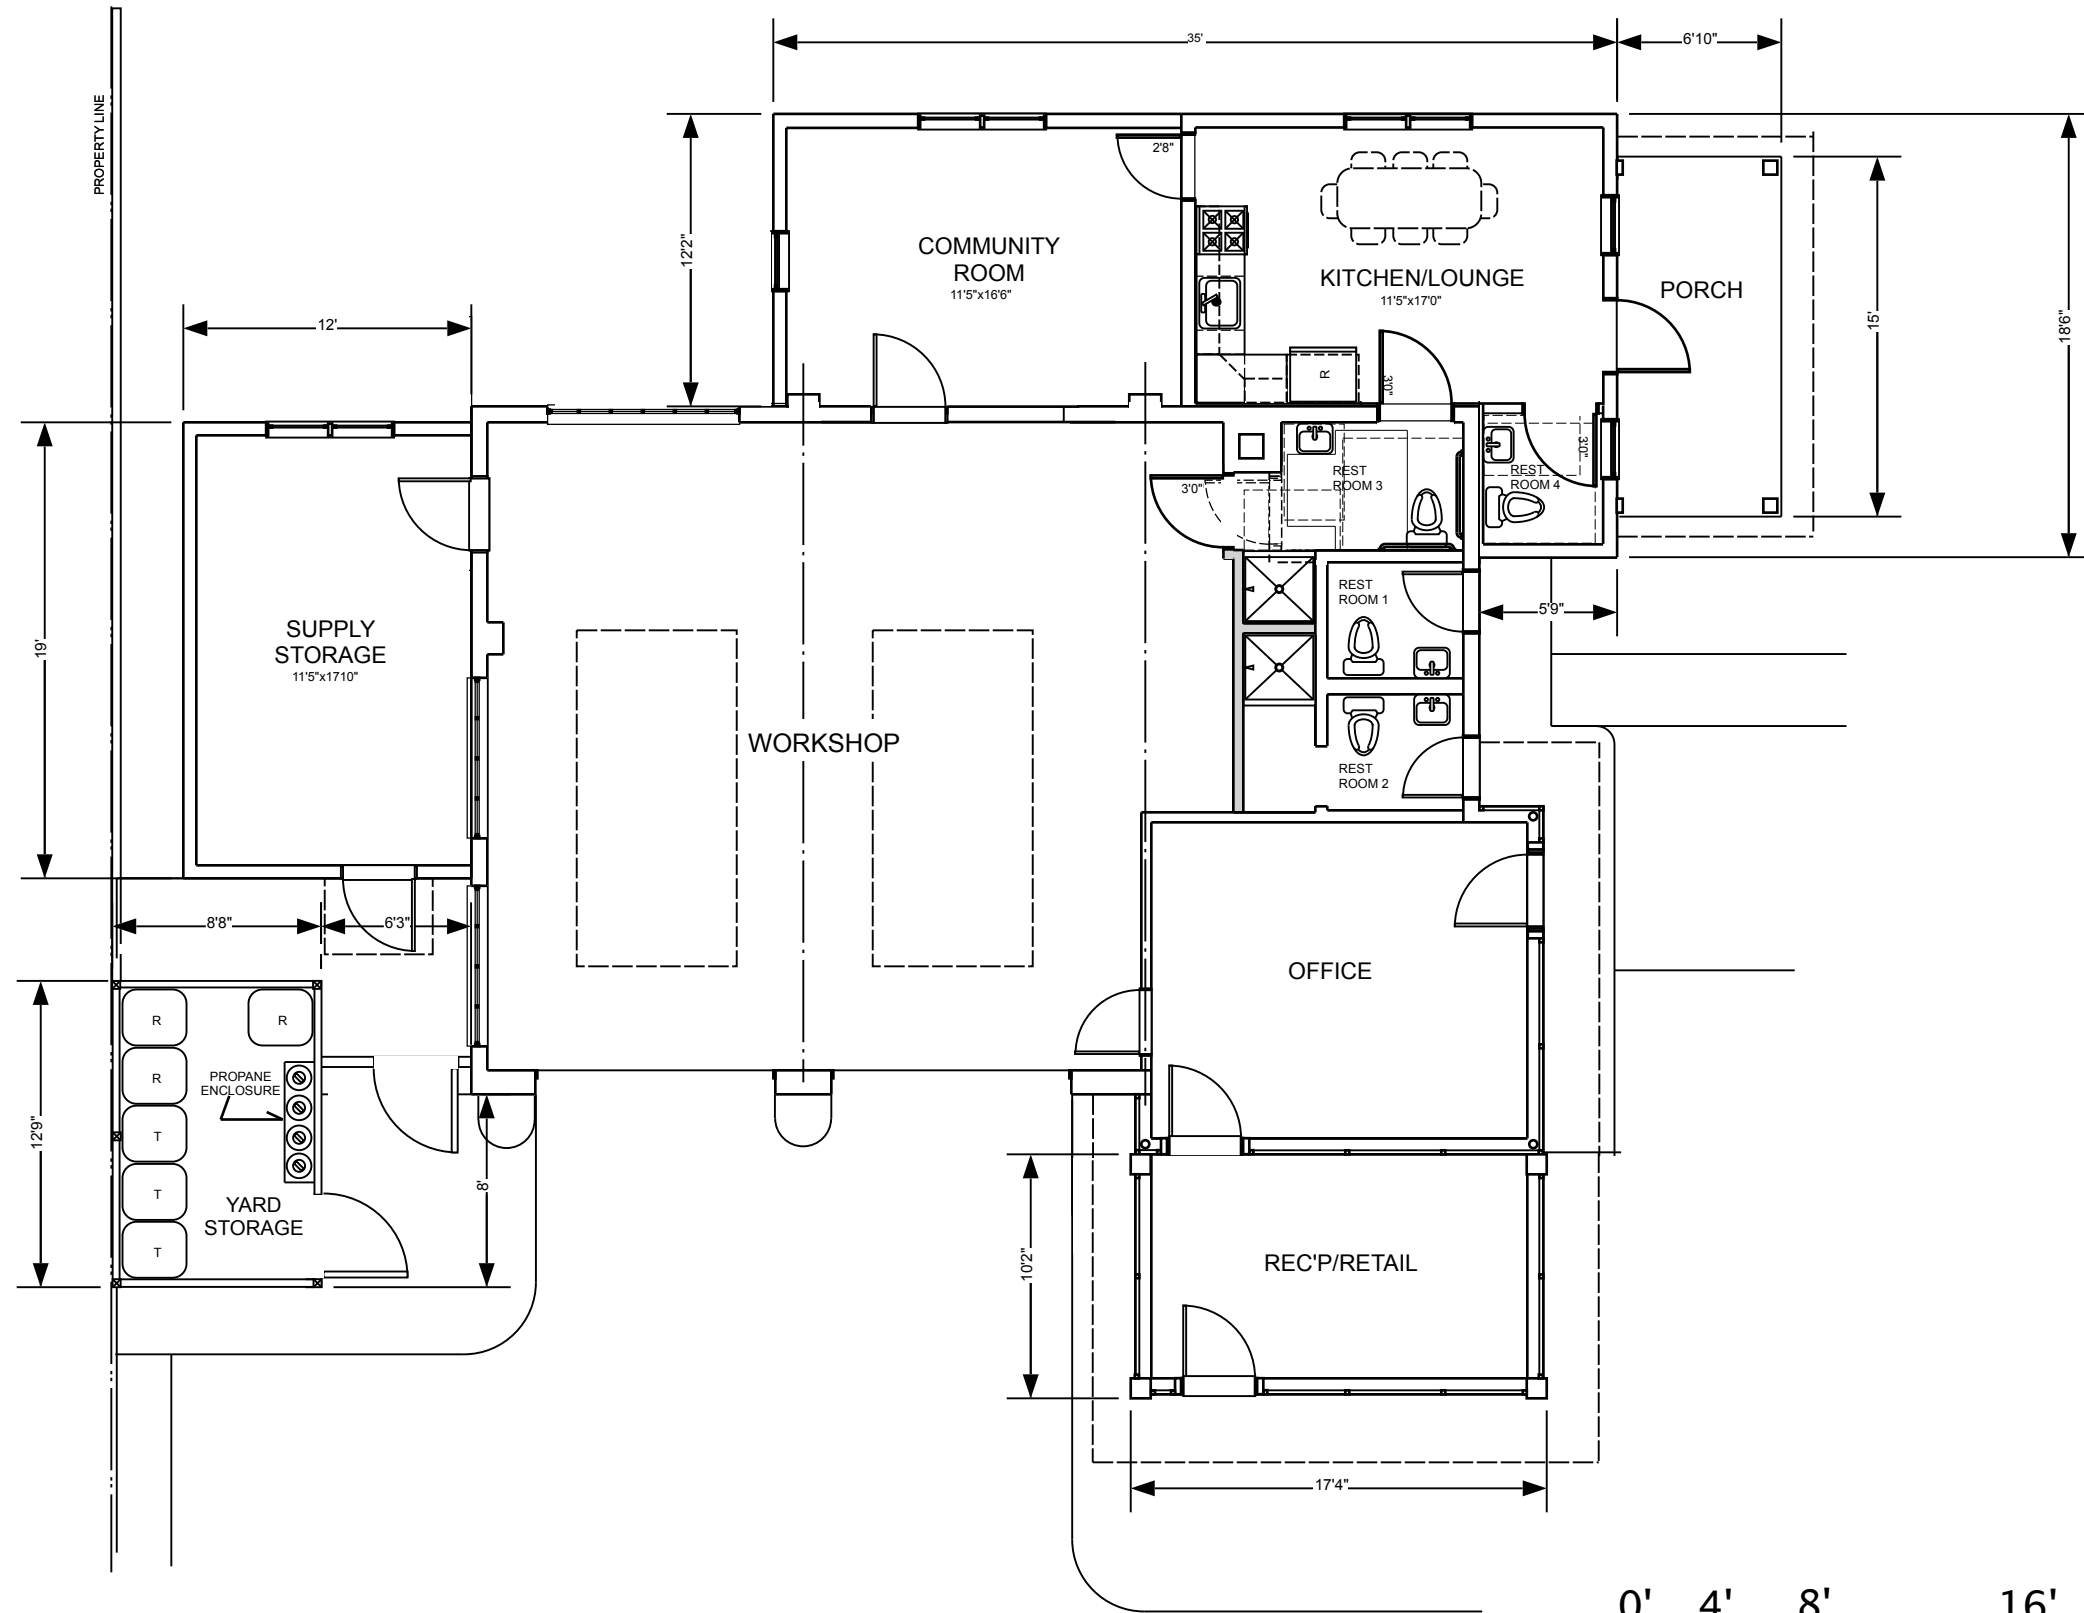 35'
6'10"
PROPERTY LINE
2'8"
12'2"
COMMUNITY
ROOM
11'5"x16'6"
KITCHEN/LOUNGE
11'5"x17'0"
PORCH
15'
18'6"
12'
R
3'0"
3'0"
REST
ROOM 3
REST
ROOM 4
3'0"
REST
ROOM 1
5'9"
19'
SUPPLY
STORAGE
11'5"x1710"
WORKSHOP
REST
ROOM 2
8'8"
6'3"
OFFICE
R
R
R
PROPANE
ENCLOSURE
12'9"
T
T
T
YARD
STORAGE
8'
10'2"
REC'P/RETAIL
17'4"
0' 4' 8' 16'